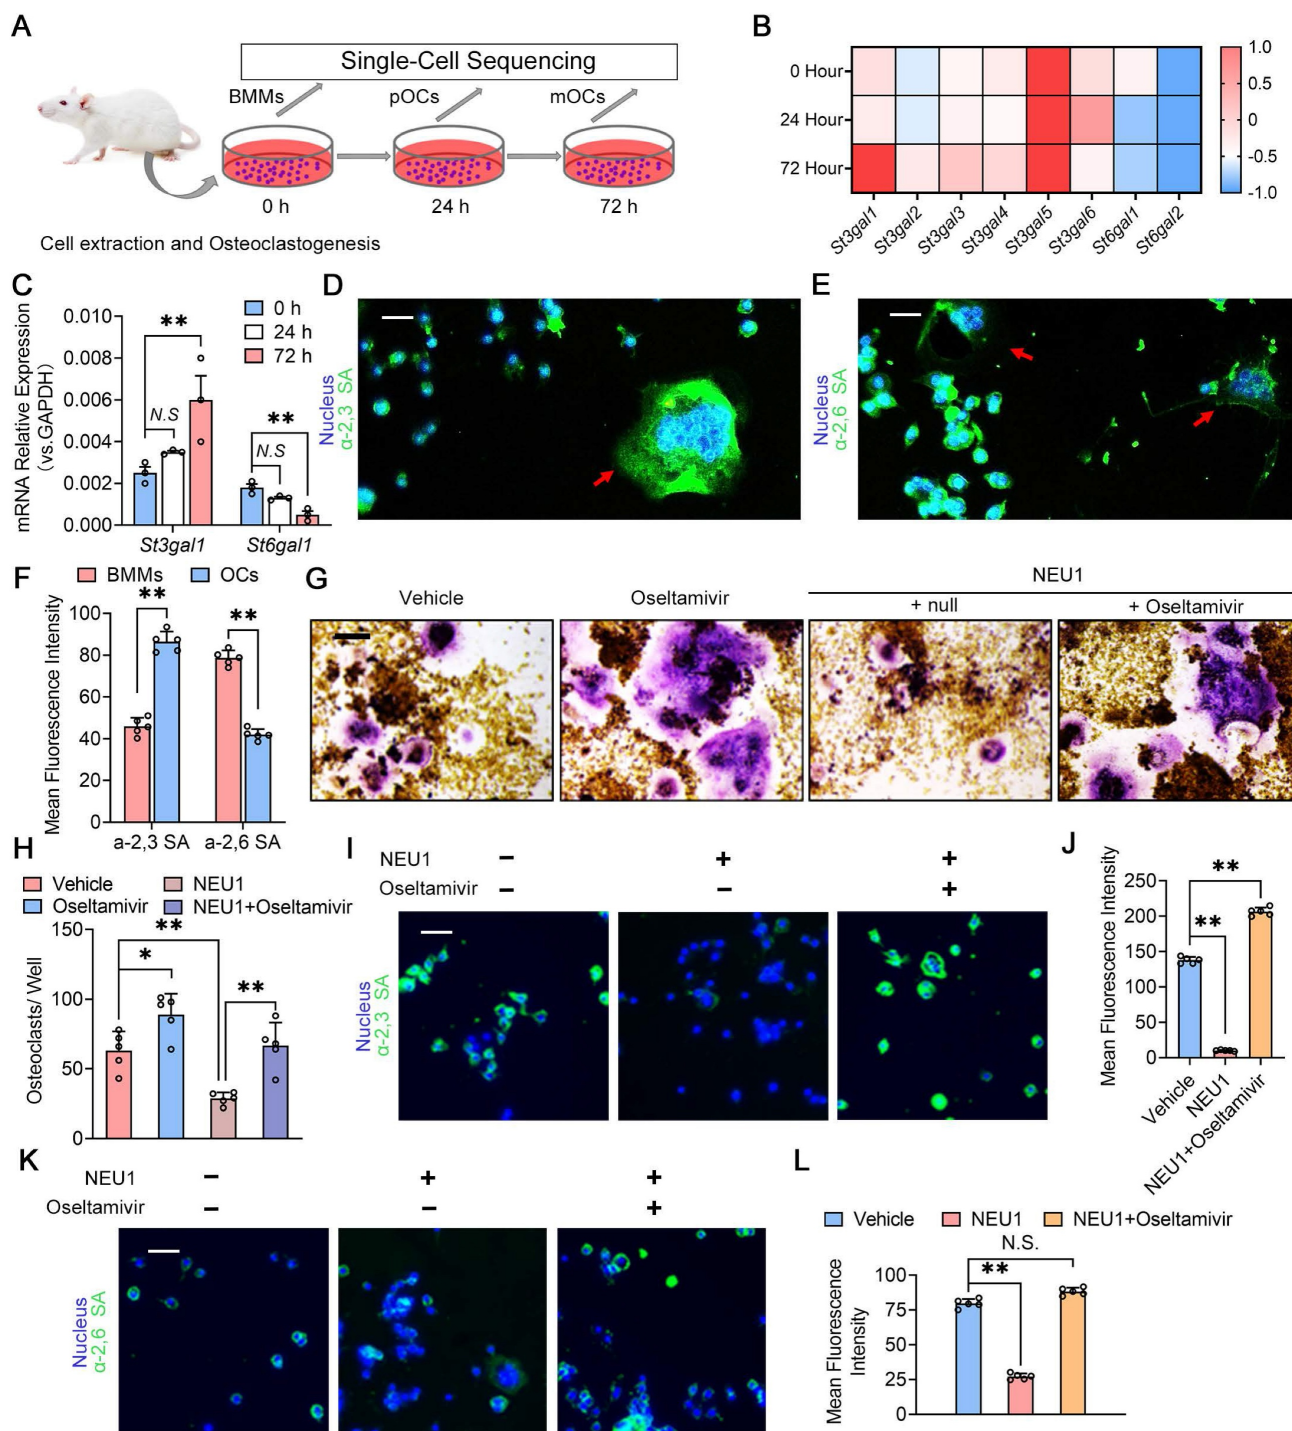 A
Single-Cell Sequencing
BMMs
pOCs
mOCs
0 h
24 h
72 h
Cell extraction and Osteoclastogenesis
B
0 Hour
24 Hour
72 Hour
St3gal1
St3gal2
St3gal3
St3gal4
St3gal5
St3gal6
St6gal1
St6gal2
1.0
0.5
0
-0.5
-1.0
C
mRNA Relative Expression
(vs.GAPDH)
0.010
0.008
0.006
0.004
0.002
0.000
0 h
24 h
72 h
**
N.S
**
N.S
St3gal1
St6gal1
D
Nucleus
α-2,3 SA
E
Nucleus
α-2,6 SA
F
BMMs
OCs
Mean Fluorescence Intensity
100
80
60
40
20
0
**
**
a-2,3 SA
a-2,6 SA
G
Vehicle
Oseltamivir
NEU1
+ null
+ Oseltamivir
H
Vehicle
NEU1
Oseltamivir
NEU1+Oseltamivir
Osteoclasts/ Well
150
100
50
0
**
*
**
I
NEU1 − + +
Oseltamivir − − +
Nucleus
α-2,3 SA
J
Mean Fluorescence Intensity
250
200
150
100
50
0
**
**
Vehicle
NEU1
NEU1+Oseltamivir
K
NEU1 − + +
Oseltamivir − − +
Nucleus
α-2,6 SA
L
Vehicle
NEU1
NEU1+Oseltamivir
Mean Fluorescence
Intensity
100
75
50
25
0
N.S.
**